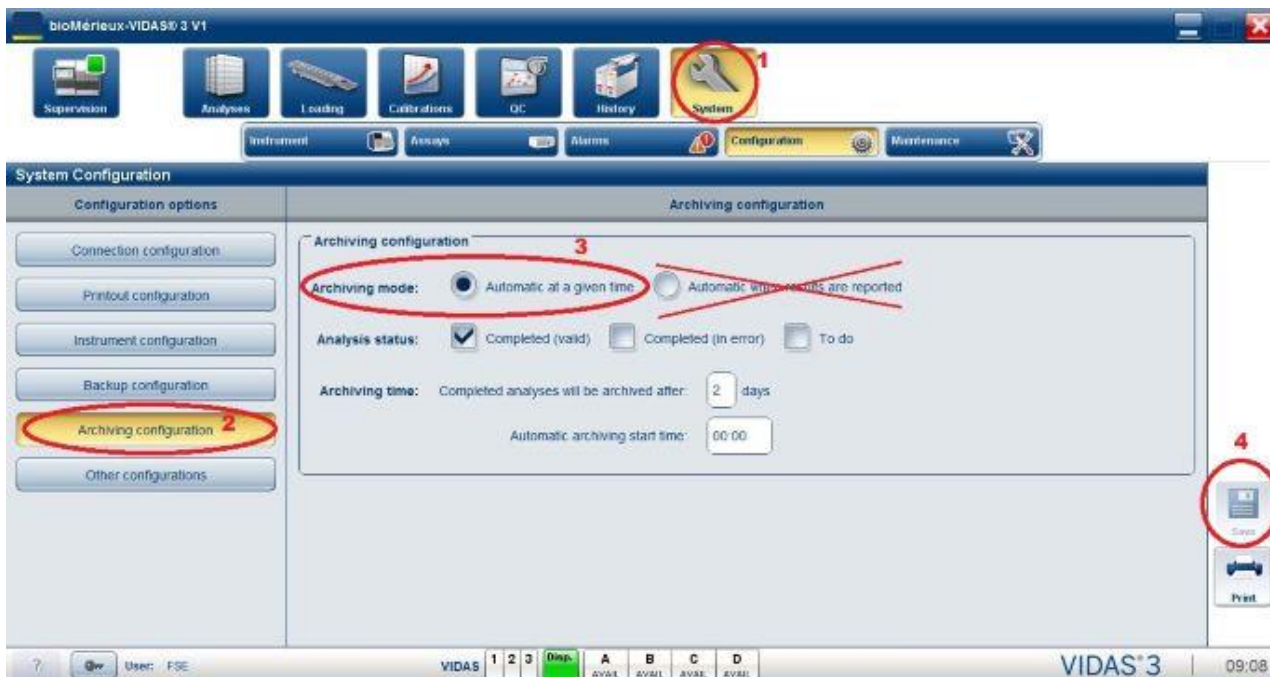 bioMérieux-VIDAS® 3 V1
1
Supervision Analyses Loading Calibrations QC History System
Instrument Assays Alarms Configuration Maintenance
System Configuration
Configuration options
Archiving configuration
Connection configuration
Printout configuration
Instrument configuration
Backup configuration
Archiving configuration 2
Other configurations
Archiving configuration
3
Archiving mode: Automatic at a given time Automatic when results are reported
Analysis status: Completed (valid) Completed (in error) To do
Archiving time: Completed analyses will be archived after: 2 days
Automatic archiving start time: 00:00
4
Save
Print
? User: FSE
VIDAS 1 2 3 Disp. A B C D
AVAIL AVAIL AVAIL AVAIL
VIDAS®3 09:08